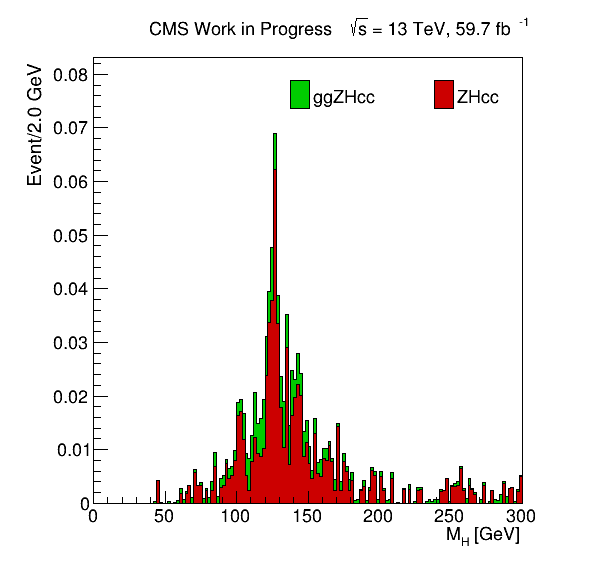 CMS Work in Progress √s = 13 TeV, 59.7 fb⁻¹
Event/2.0 GeV
ggZHcc ZHcc
0.08
0.07
0.06
0.05
0.04
0.03
0.02
0.01
0
0 50 100 150 200 250 300
M_H [GeV]